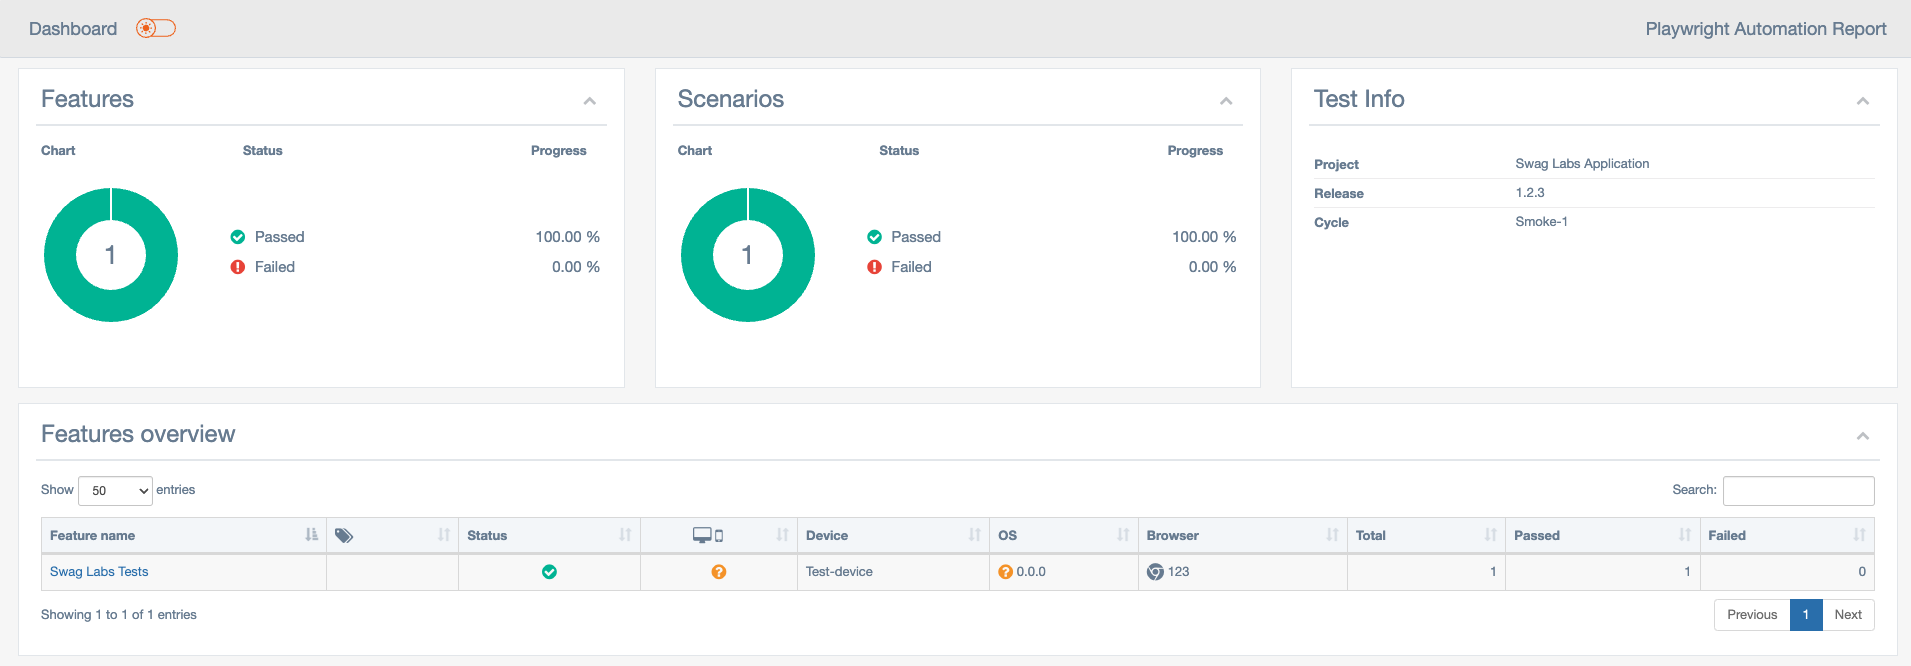 Dashboard Playwright Automation Report
Features
Chart Status Progress
1
Passed 100.00 %
Failed 0.00 %
Scenarios
Chart Status Progress
1
Passed 100.00 %
Failed 0.00 %
Test Info
Project Swag Labs Application
Release 1.2.3
Cycle Smoke-1
Features overview
Show 50 entries Search:
Feature name Status Device OS Browser Total Passed Failed
Swag Labs Tests Test-device 0.0.0 123 1 1 0
Showing 1 to 1 of 1 entries Previous 1 Next